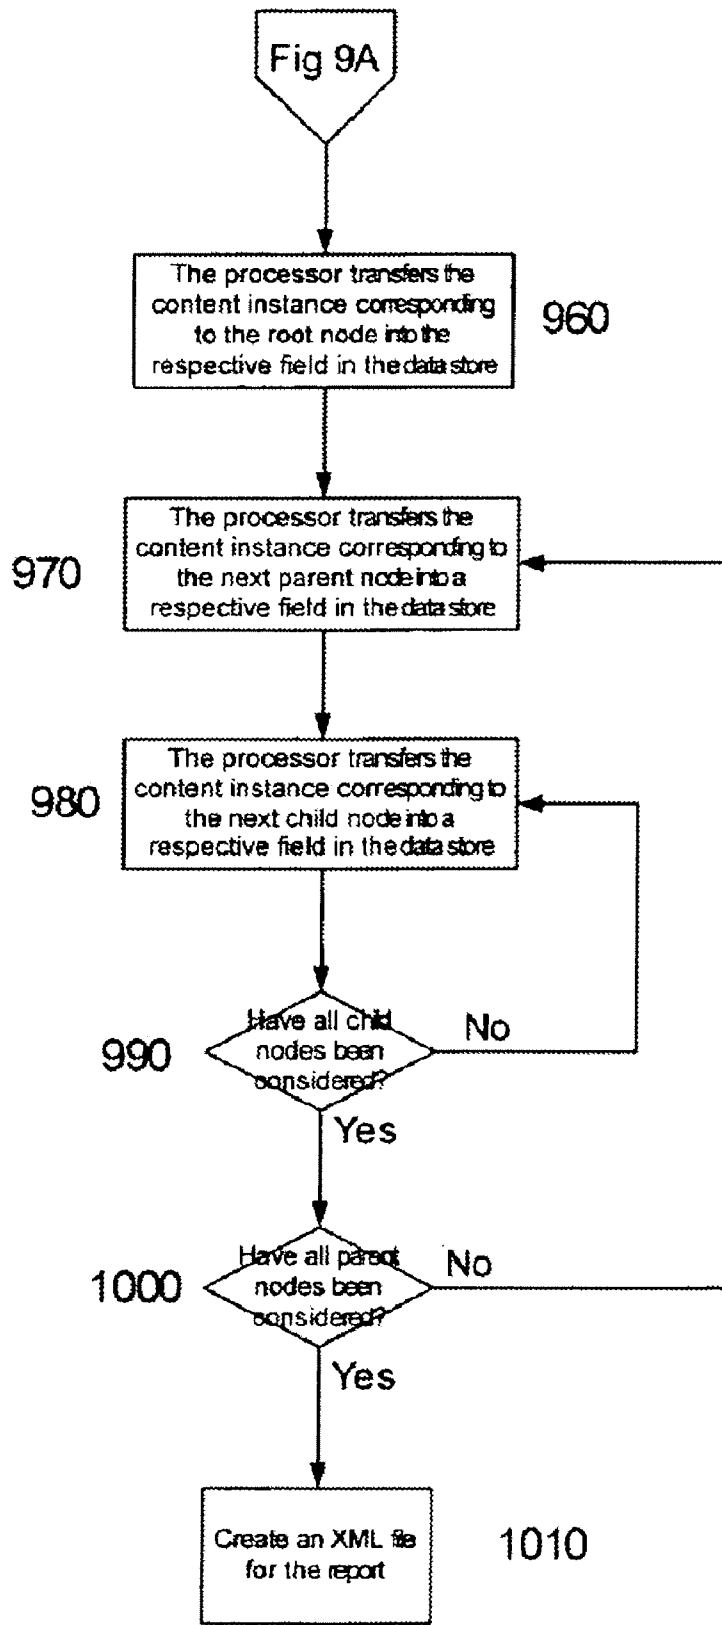 Fig 9A
The processor transfers the
content instance corresponding
to the root node into the
respective field in the data store
960
The processor transfers the
content instance corresponding to
the next parent node into a
respective field in the data store
970
The processor transfers the
content instance corresponding to
the next child node into a
respective field in the data store
980
Have all child
nodes been
considered?
990
No
Yes
Have all parent
nodes been
considered?
1000
No
Yes
Create an XML file
for the report
1010